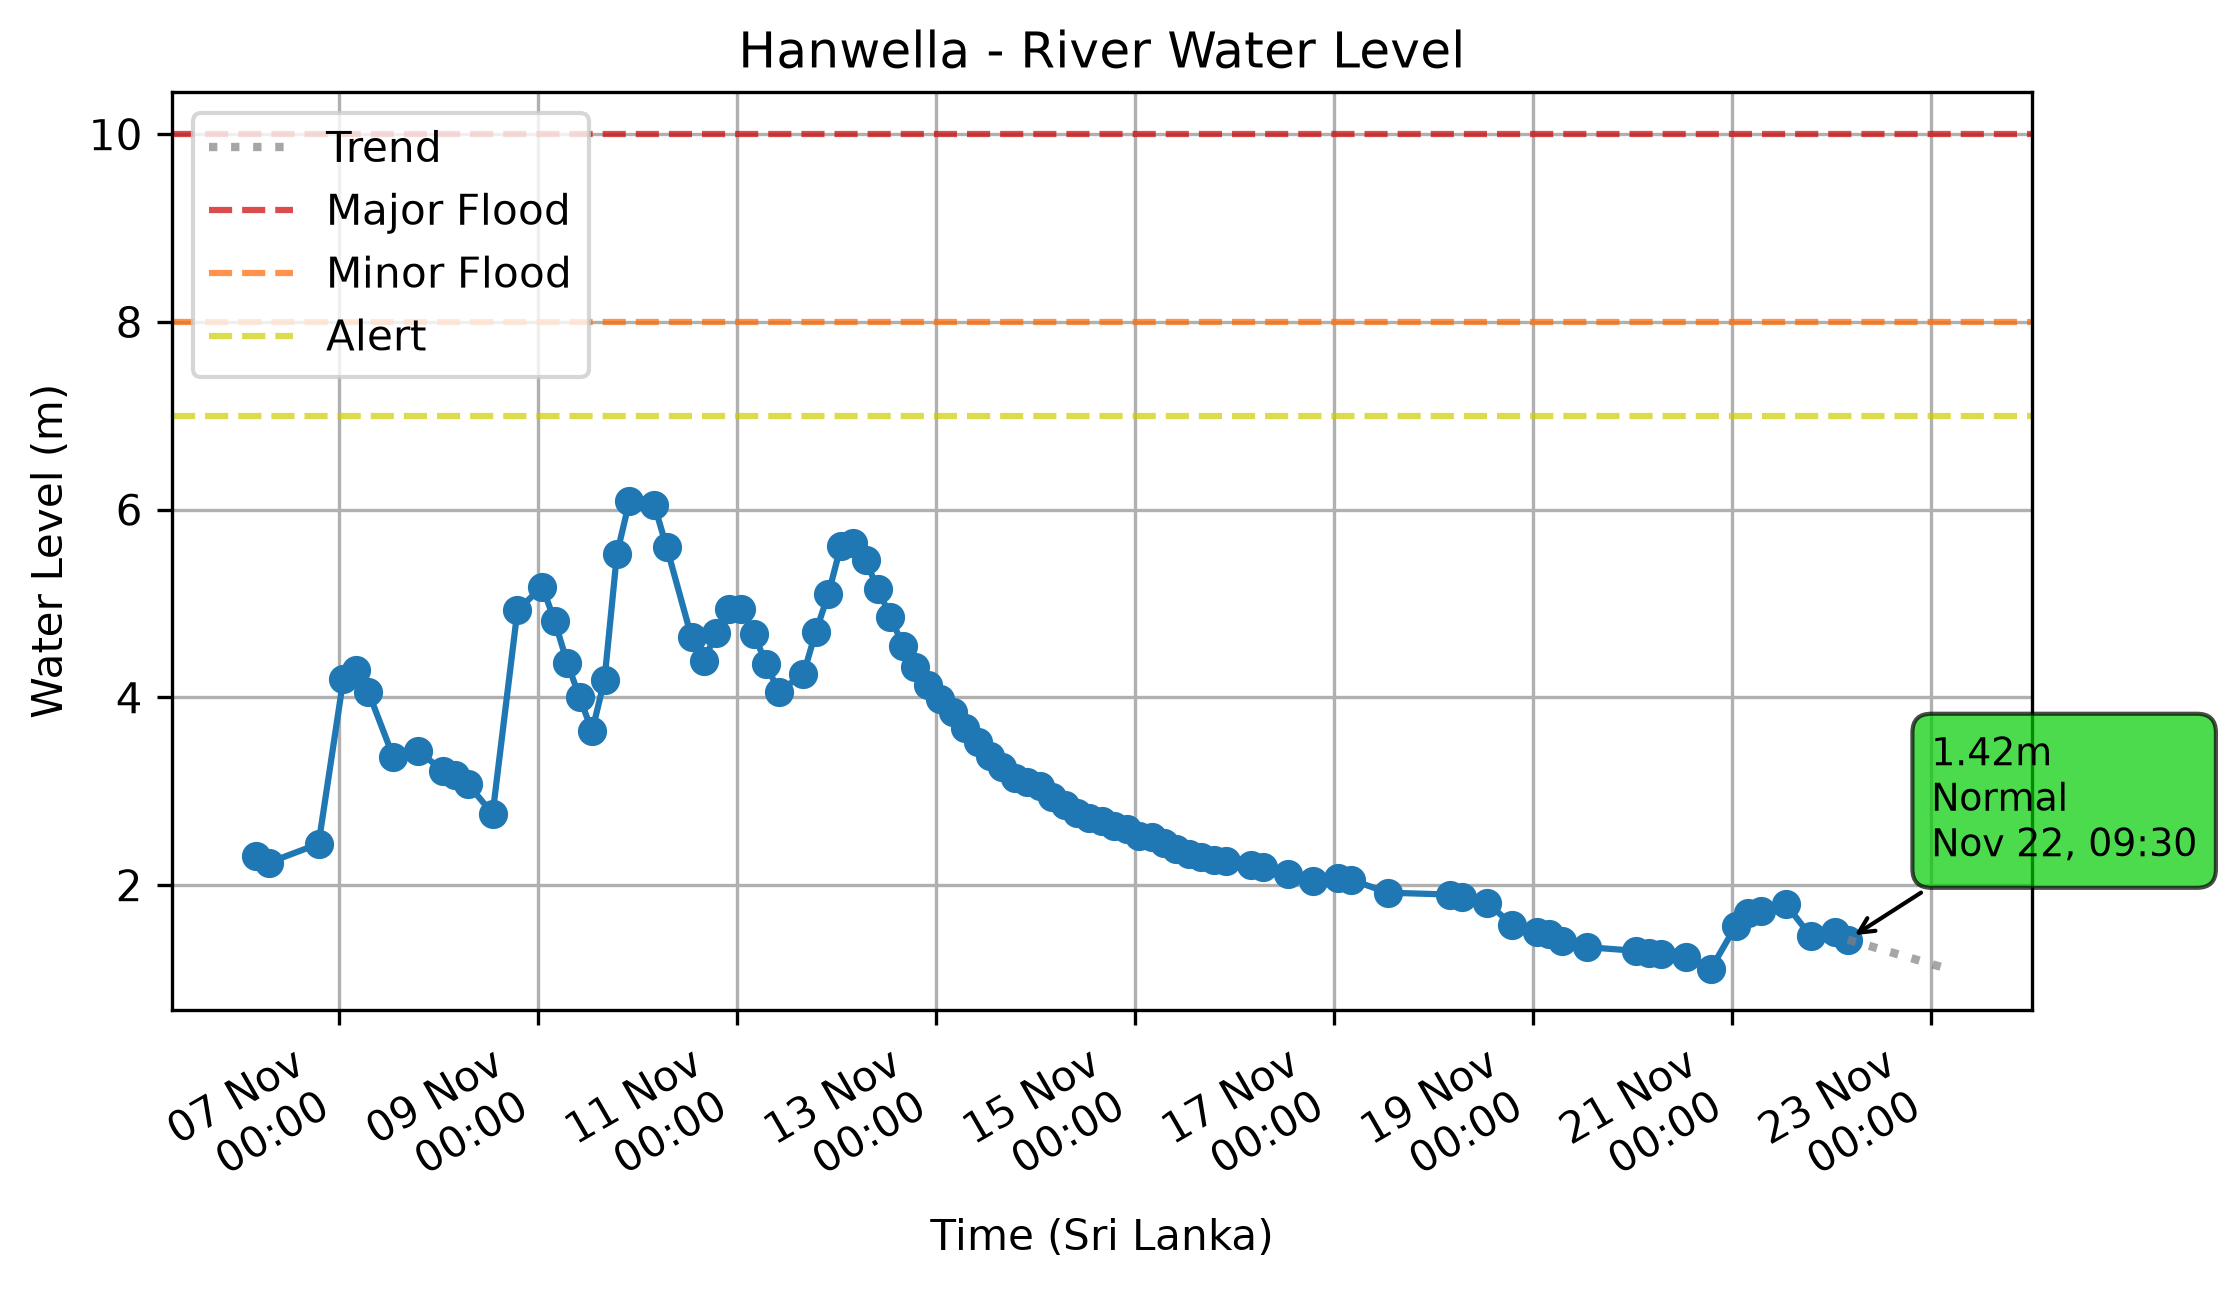 Hanwella - River Water Level
Trend
Major Flood
Minor Flood
Alert
10
8
6
4
2
Water Level (m)
1.42m
Normal
Nov 22, 09:30
07 Nov
00:00
09 Nov
00:00
11 Nov
00:00
13 Nov
00:00
15 Nov
00:00
17 Nov
00:00
19 Nov
00:00
21 Nov
00:00
23 Nov
00:00
Time (Sri Lanka)